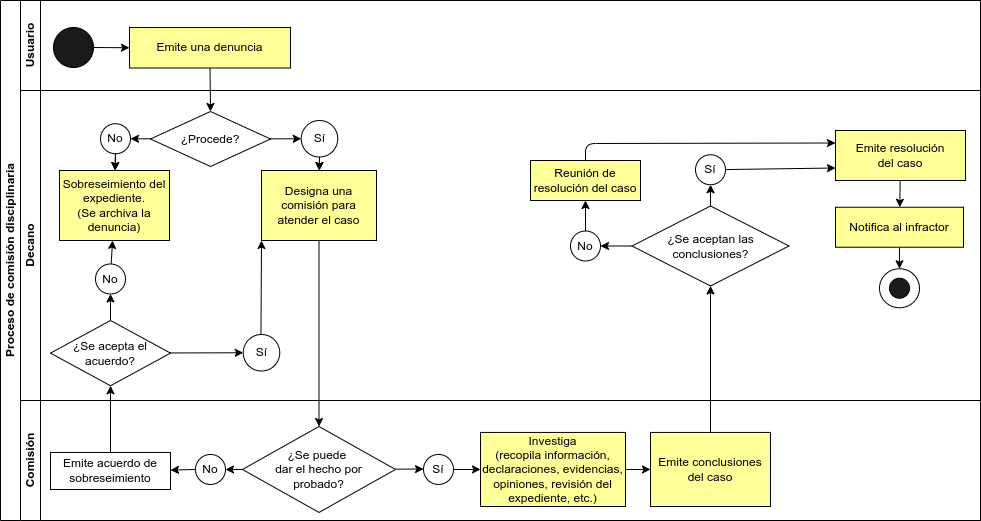 Proceso de comisión disciplinaria
Usuario
Emite una denuncia
Decano
¿Procede?
No
Sí
Sobreseimiento del
expediente.
(Se archiva la
denuncia)
Designa una
comisión para
atender el caso
No
¿Se acepta el
acuerdo?
Sí
Reunión de
resolución del caso
Sí
No
¿Se aceptan las
conclusiones?
Emite resolución
del caso
Notifica al infractor
Comisión
Emite acuerdo de
sobreseimiento
No
¿Se puede
dar el hecho por
probado?
Sí
Investiga
(recopila información,
declaraciones, evidencias,
opiniones, revisión del
expediente, etc.)
Emite conclusiones
del caso